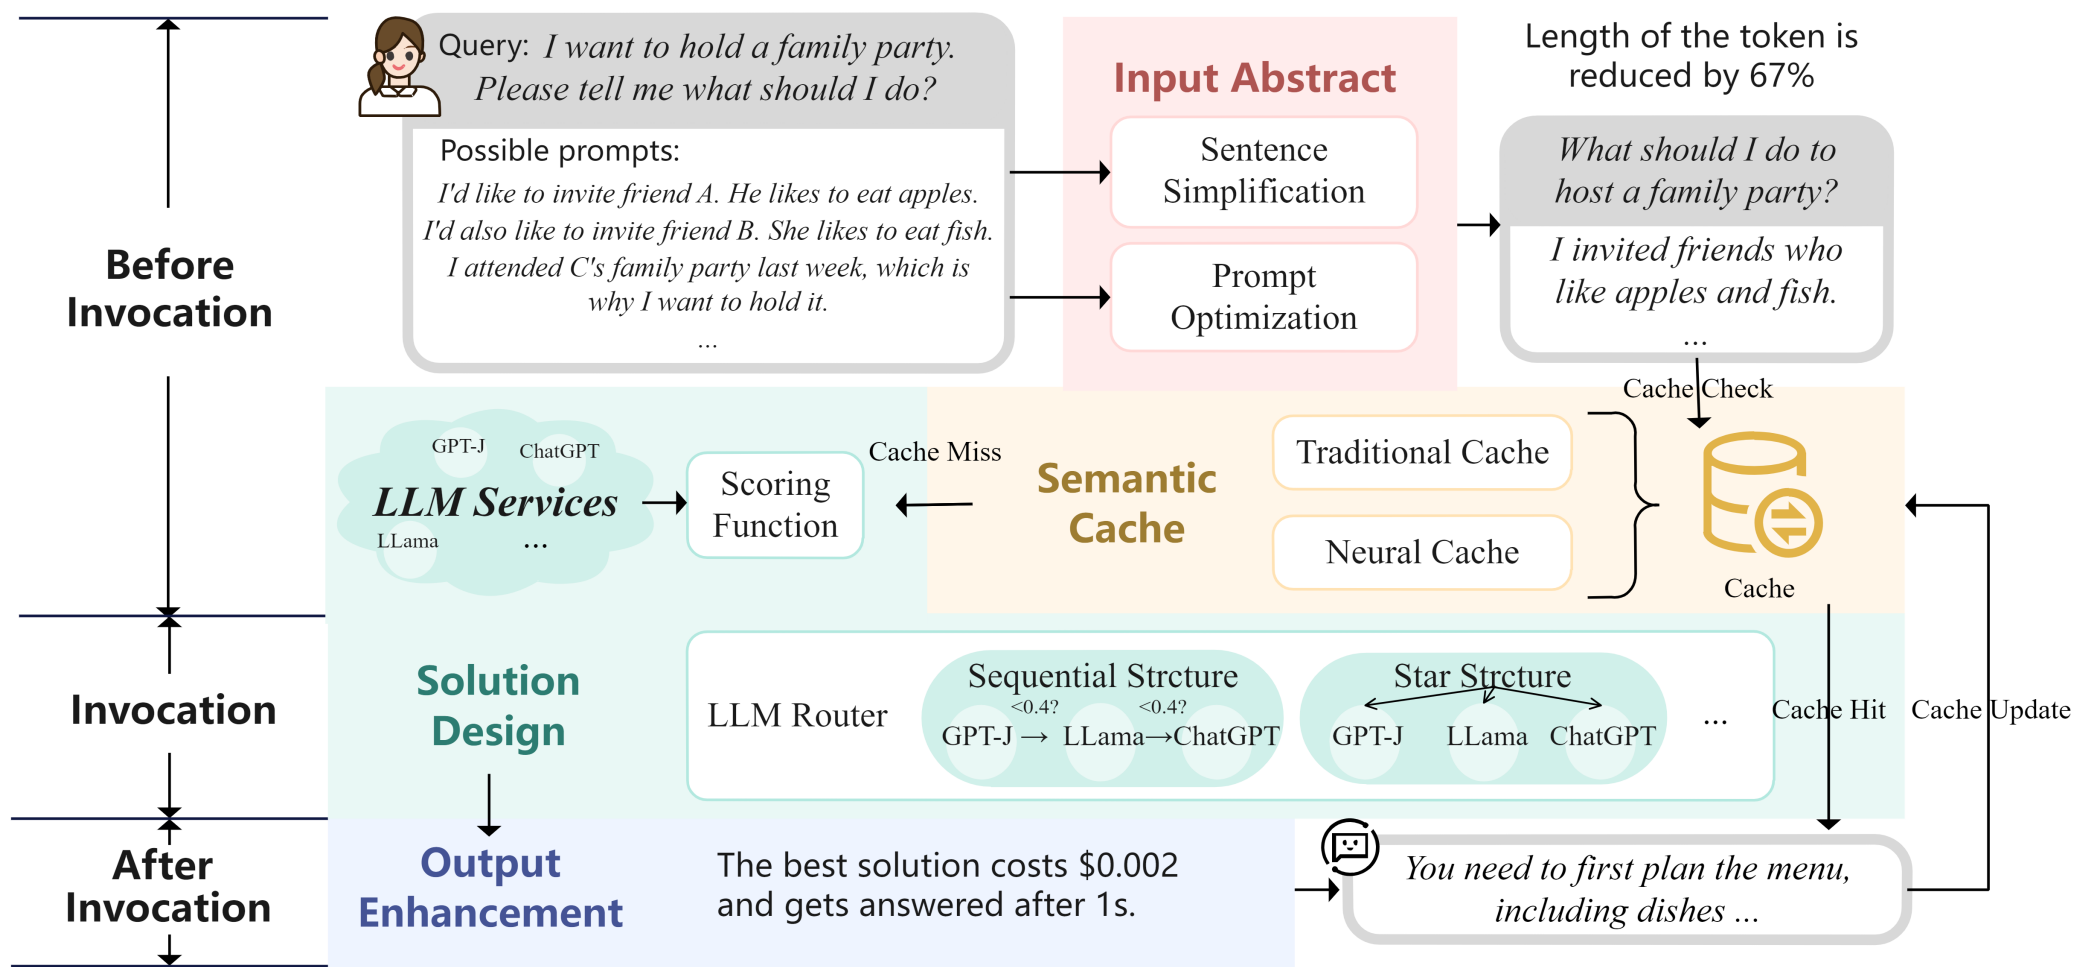 Query: I want to hold a family party.
Please tell me what should I do?
Possible prompts:
I'd like to invite friend A. He likes to eat apples.
I'd also like to invite friend B. She likes to eat fish.
I attended C's family party last week, which is
why I want to hold it.
...
Input Abstract
Sentence
Simplification
Prompt
Optimization
Length of the token is
reduced by 67%
What should I do to
host a family party?
I invited friends who
like apples and fish.
...
Before
Invocation
Cache Check
GPT-J
ChatGPT
LLM Services
LLama
...
Scoring
Function
Cache Miss
Semantic
Cache
Traditional Cache
Neural Cache
Cache
Invocation
Solution
Design
LLM Router
Sequential Strcture
<0.4? <0.4?
GPT-J → LLama→ChatGPT
Star Strcture
GPT-J LLama ChatGPT
...
Cache Hit
Cache Update
After
Invocation
Output
Enhancement
The best solution costs $0.002
and gets answered after 1s.
You need to first plan the menu,
including dishes ...